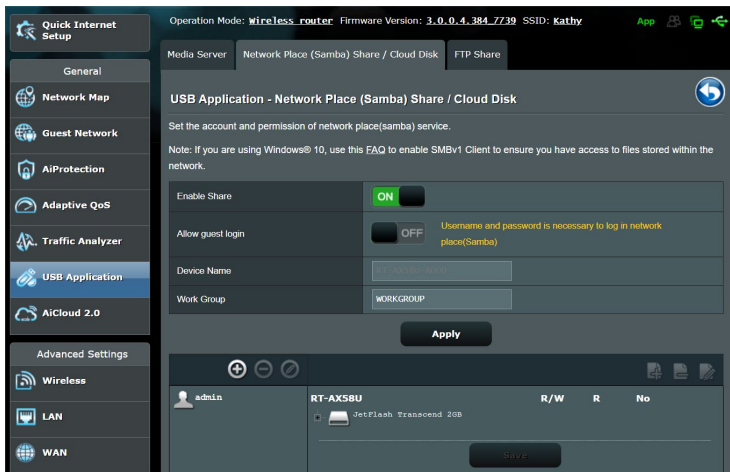 Quick Internet
Setup
Operation Mode: Wireless router Firmware Version: 3.0.0.4.384_7739 SSID: Kathy
App
Media Server
Network Place (Samba) Share / Cloud Disk
FTP Share
General
Network Map
Guest Network
AiProtection
Adaptive QoS
Traffic Analyzer
USB Application
AiCloud 2.0
Advanced Settings
Wireless
LAN
WAN
USB Application - Network Place (Samba) Share / Cloud Disk
Set the account and permission of network place(samba) service.
Note: If you are using Windows® 10, use this FAQ to enable SMBv1 Client to ensure you have access to files stored within the
network.
Enable Share
ON
Allow guest login
OFF
Username and password is necessary to log in network
place(Samba)
Device Name
Work Group
WORKGROUP
Apply
admin
RT-AX58U
R/W
R
No
JetFlash Transcend 2GB
Save